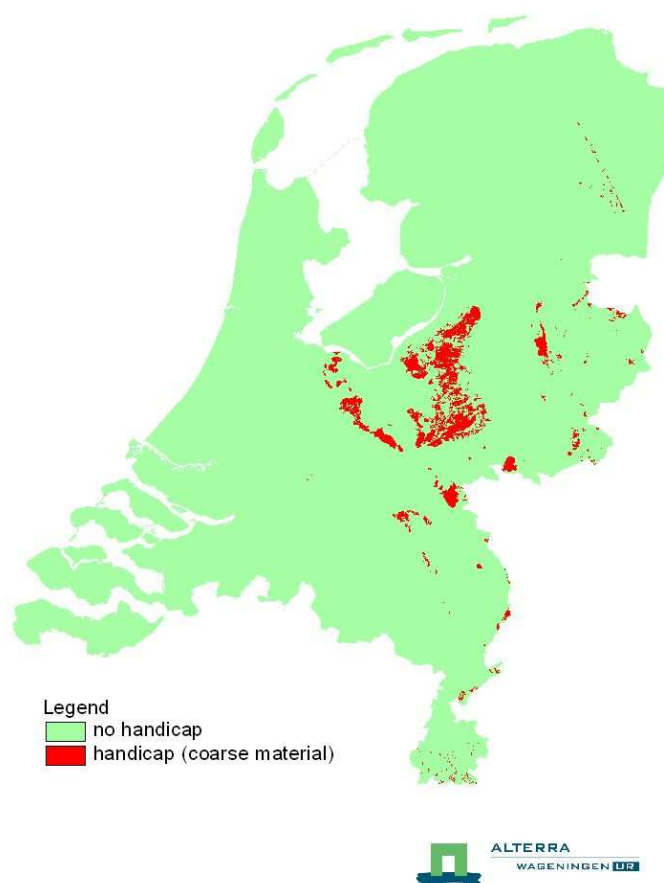 Legend
no handicap
handicap (coarse material)
ALTERRA
WAGENINGEN UR